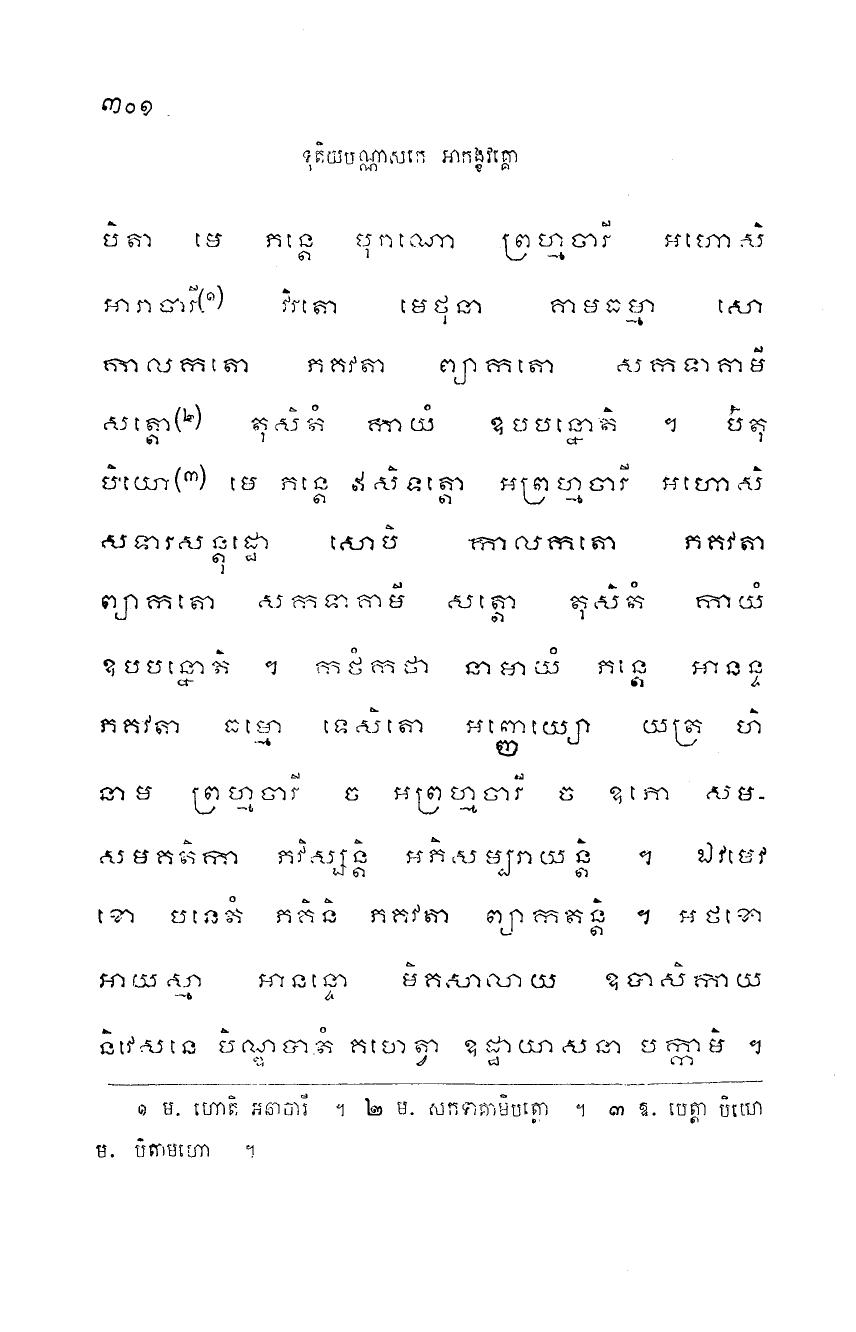 ៣០១
ទុតិយបណ្ណាសកេ អាកង្ខវគ្គោ
បិតា មេ ភន្តេ បុរាណោ ព្រហ្មចារី អហោសិ
អារាចារី(១) វិរតោ មេថុនា គាមធម្មា សោ
កាលកតោ ភគវតា ព្យាកតោ សកទាគាមី
សត្តោ(២) តុសិតំ កាយំ ឧបបន្នោតិ ។ បិតុ
បិយោ(៣) មេ ភន្តេ ឥសិទត្តោ អព្រហ្មចារី អហោសិ
សទារសន្តុដ្ឋោ សោបិ កាលកតោ ភគវតា
ព្យាកតោ សកទាគាមី សត្តោ តុសិតំ កាយំ
ឧបបន្នោតិ ។ កថំកថា នាមាយំ ភន្តេ អានន្ទ
ភគវតា ធម្មោ ទេសិតោ អញ្ញេយ្យោ យត្រ ហិ
នាម ព្រហ្មចារី ច អព្រហ្មចារី ច ឧភោ សម-
សមគតិកា ភវិស្សន្តិ អភិសម្បរាយន្តិ ។ ឯវមេវ
ខោ បនេតំ ភគិនិ ភគវតា ព្យាកតន្តិ ។ អថខោ
អាយស្មា អានន្ទោ មិគសាលាយ ឧបាសិកាយ
និវេសនេ បិណ្ឌបាតំ គហេត្វា ឧដ្ឋាយាសនា បក្កាមិ ។
១ ម. ហោតិ អនាចារី ។ ២ ម. សកទាគាមិបត្តោ ។ ៣ ឱ. បេត្តា បិយោ
ម. បិតាមហោ ។